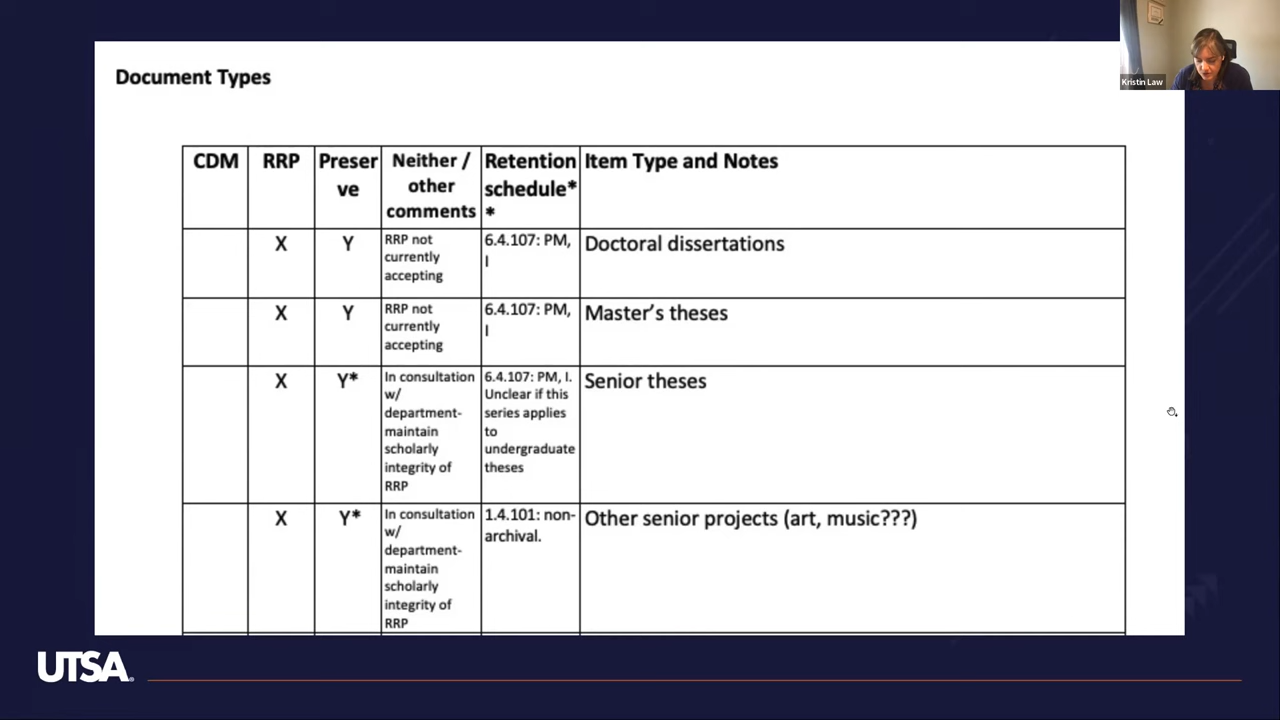 Kristin Law
Document Types
CDM
RRP
Preser
ve
Neither /
other
comments
Retention
schedule*
*
Item Type and Notes
X
Y
RRP not
currently
accepting
6.4.107: PM,
I
Doctoral dissertations
X
Y
RRP not
currently
accepting
6.4.107: PM,
I
Master's theses
X
Y*
In consultation
w/
department-
maintain
scholarly
integrity of
RRP
6.4.107: PM, I.
Unclear if this
series applies
to
undergraduate
theses
Senior theses
X
Y*
In consultation
w/
department-
maintain
scholarly
integrity of
RRP
1.4.101: non-
archival.
Other senior projects (art, music???)
UTSA